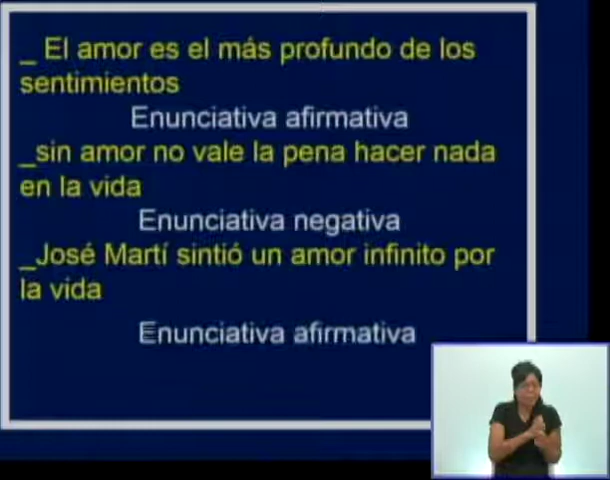 _ El amor es el más profundo de los
sentimientos
Enunciativa afirmativa
_sin amor no vale la pena hacer nada
en la vida
Enunciativa negativa
_José Martí sintió un amor infinito por
la vida
Enunciativa afirmativa